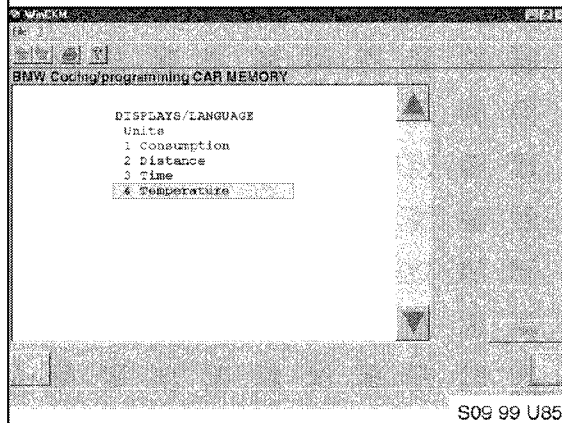 BMW Coding/programming CAR MEMORY
DISPLAYS/LANGUAGE
Units
1 Consumption
2 Distance
3 Time
4 Temperature
S09 99 U85